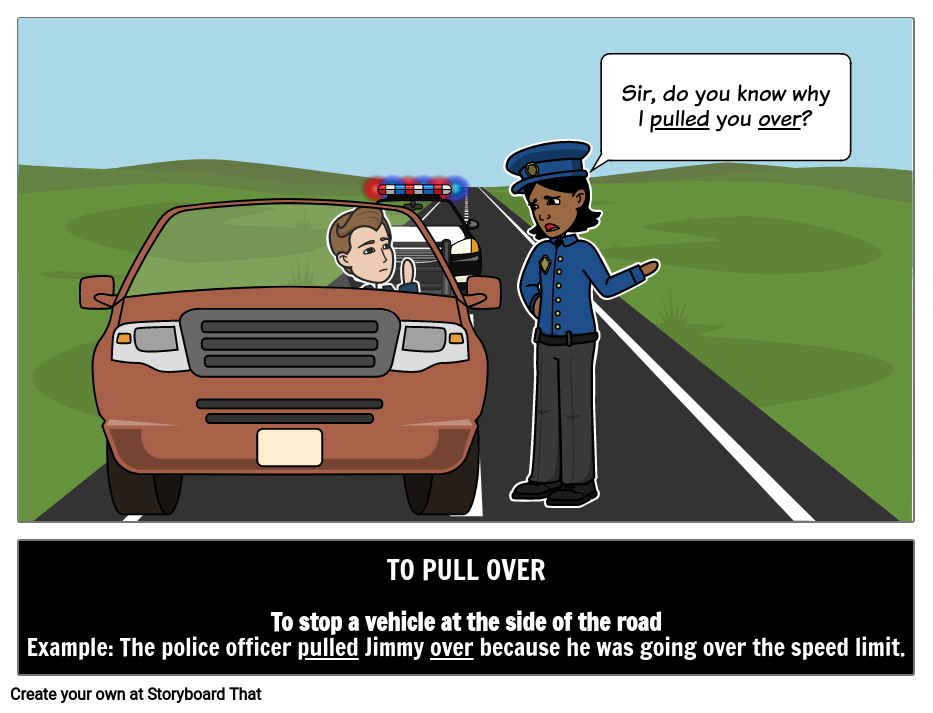 Sir, do you know why
I pulled you over?
TO PULL OVER
To stop a vehicle at the side of the road
Example: The police officer pulled Jimmy over because he was going over the speed limit.
Create your own at Storyboard That